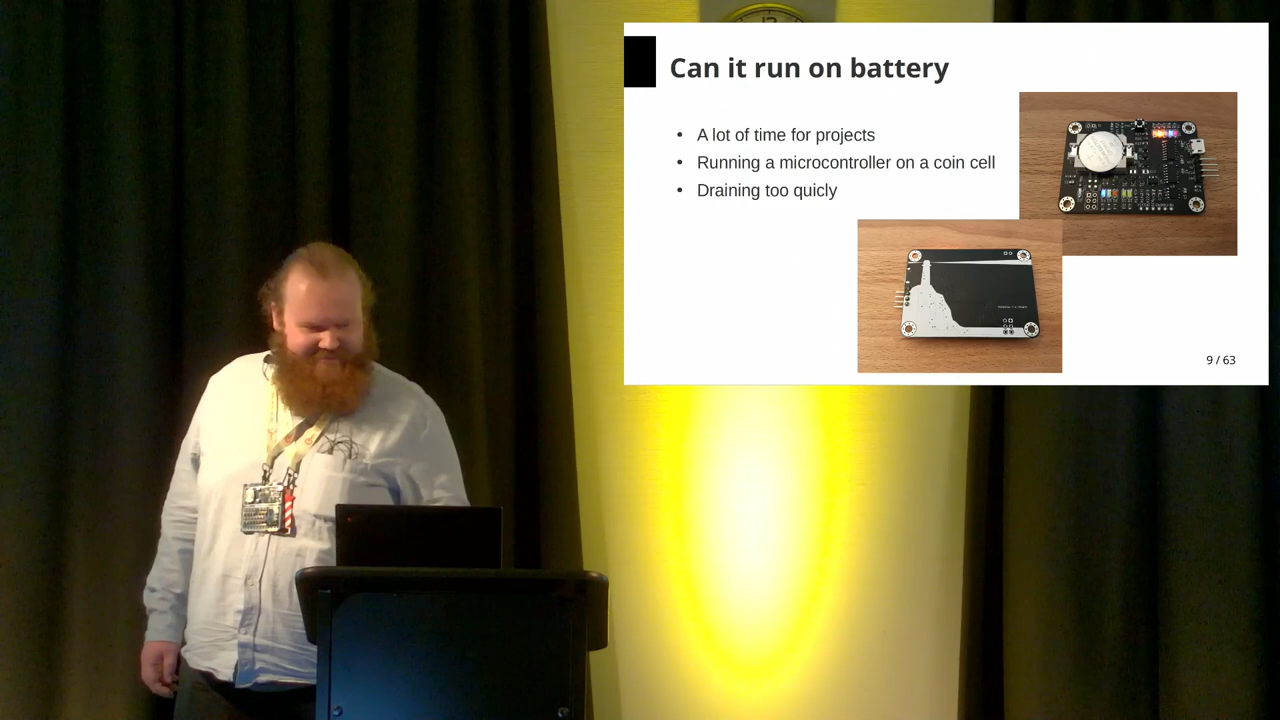 Can it run on battery
• A lot of time for projects
• Running a microcontroller on a coin cell
• Draining too quicly
9 / 63